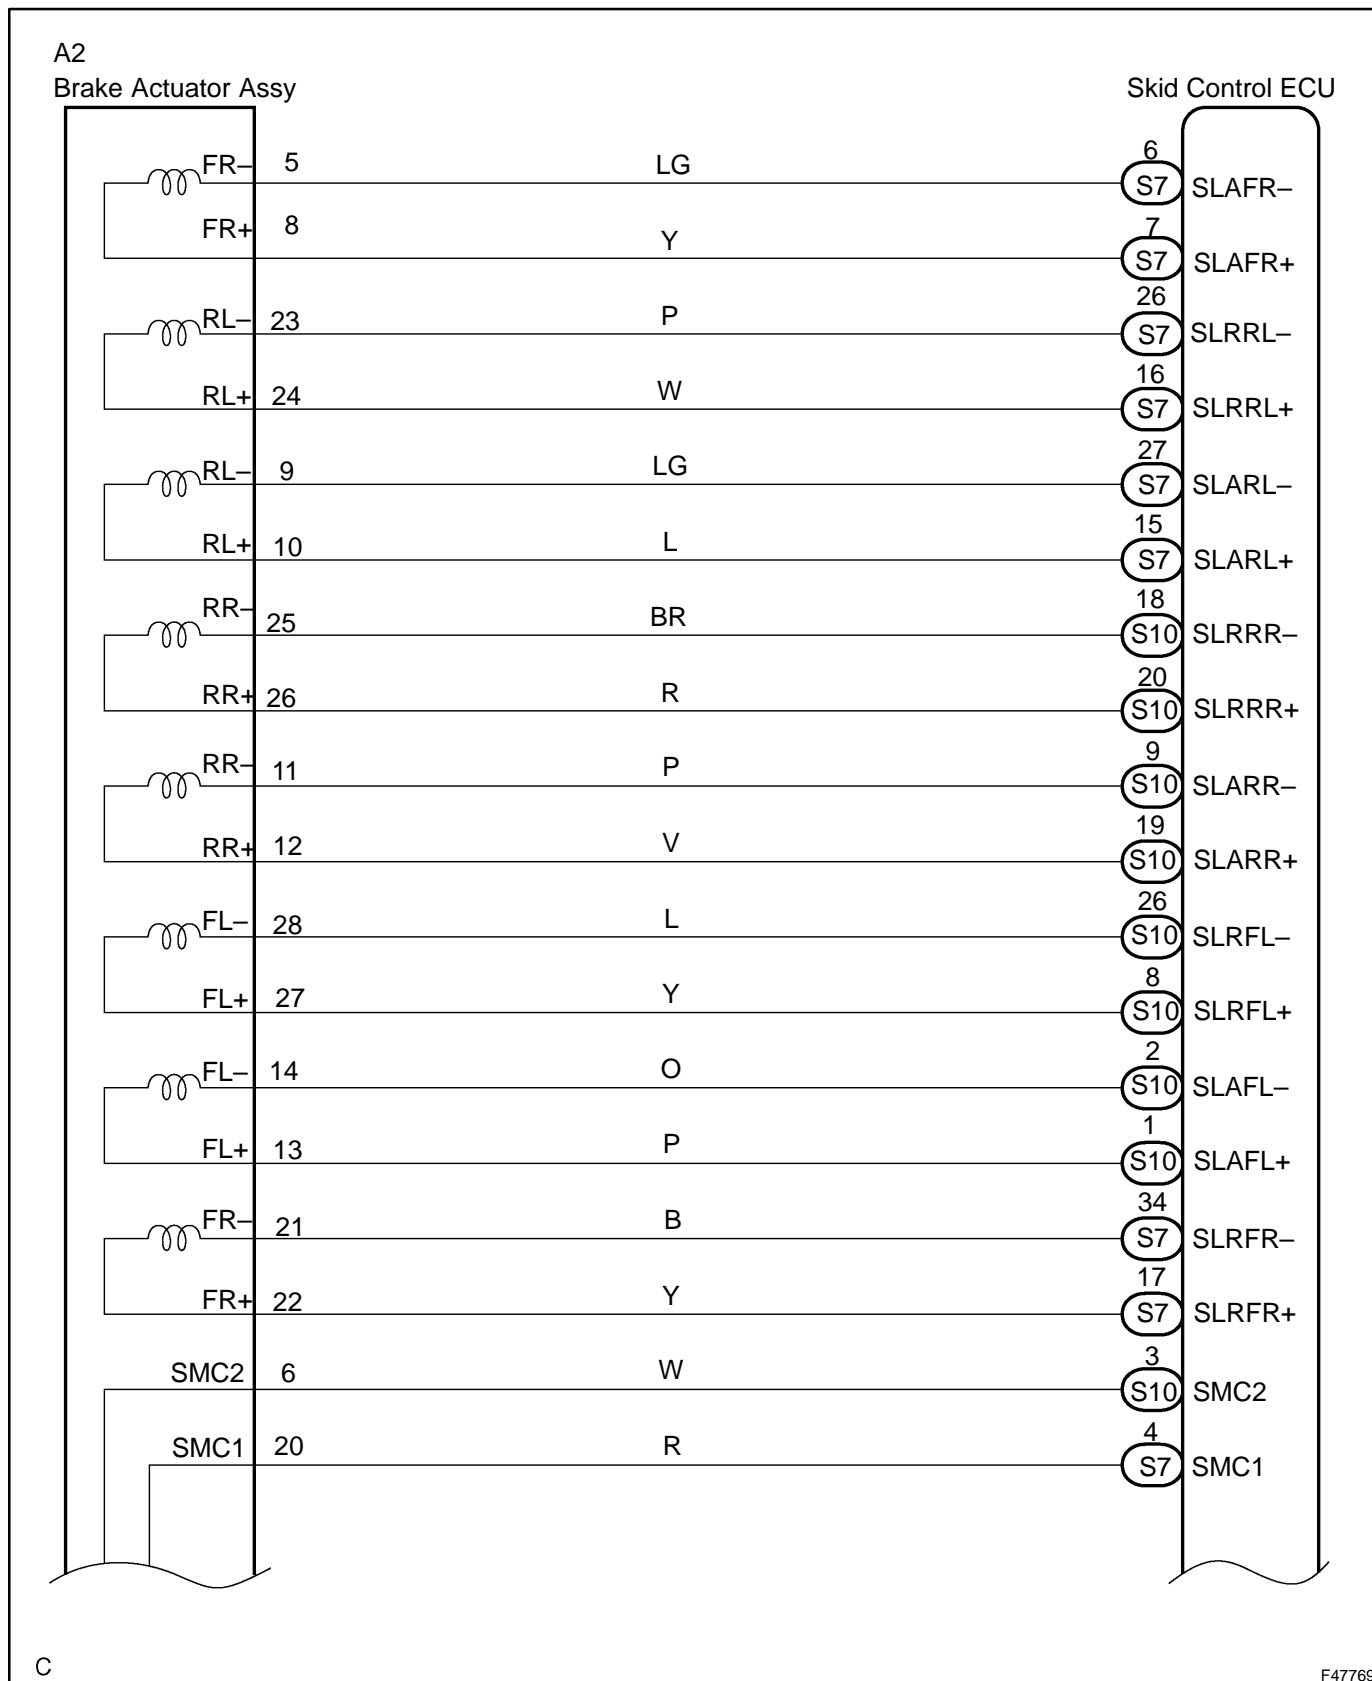 A2
Brake Actuator Assy
Skid Control ECU
FR– 5 LG 6 S7 SLAFR–
FR+ 8 Y 7 S7 SLAFR+
RL– 23 P 26 S7 SLRRL–
RL+ 24 W 16 S7 SLRRL+
RL– 9 LG 27 S7 SLARL–
RL+ 10 L 15 S7 SLARL+
RR– 25 BR 18 S10 SLRRR–
RR+ 26 R 20 S10 SLRRR+
RR– 11 P 9 S10 SLARR–
RR+ 12 V 19 S10 SLARR+
FL– 28 L 26 S10 SLRFL–
FL+ 27 Y 8 S10 SLRFL+
FL– 14 O 2 S10 SLAFL–
FL+ 13 P 1 S10 SLAFL+
FR– 21 B 34 S7 SLRFR–
FR+ 22 Y 17 S7 SLRFR+
SMC2 6 W 3 S10 SMC2
SMC1 20 R 4 S7 SMC1
C
F47769